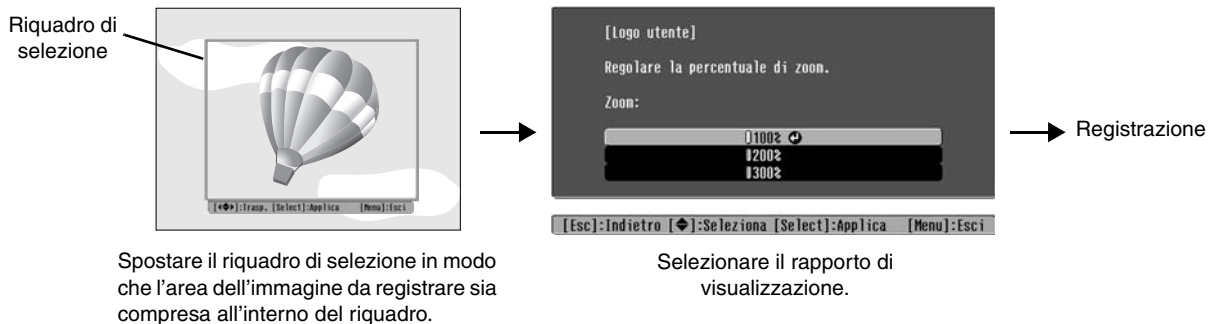 Riquadro di
selezione
[◄♦►]:Trasp. [Select]:Applica [Menu]:Esci
Spostare il riquadro di selezione in modo
che l'area dell'immagine da registrare sia
compresa all'interno del riquadro.
[Logo utente]
Regolare la percentuale di zoom.
Zoom:
100%
200%
300%
[Esc]:Indietro [♦]:Seleziona [Select]:Applica [Menu]:Esci
Selezionare il rapporto di
visualizzazione.
Registrazione